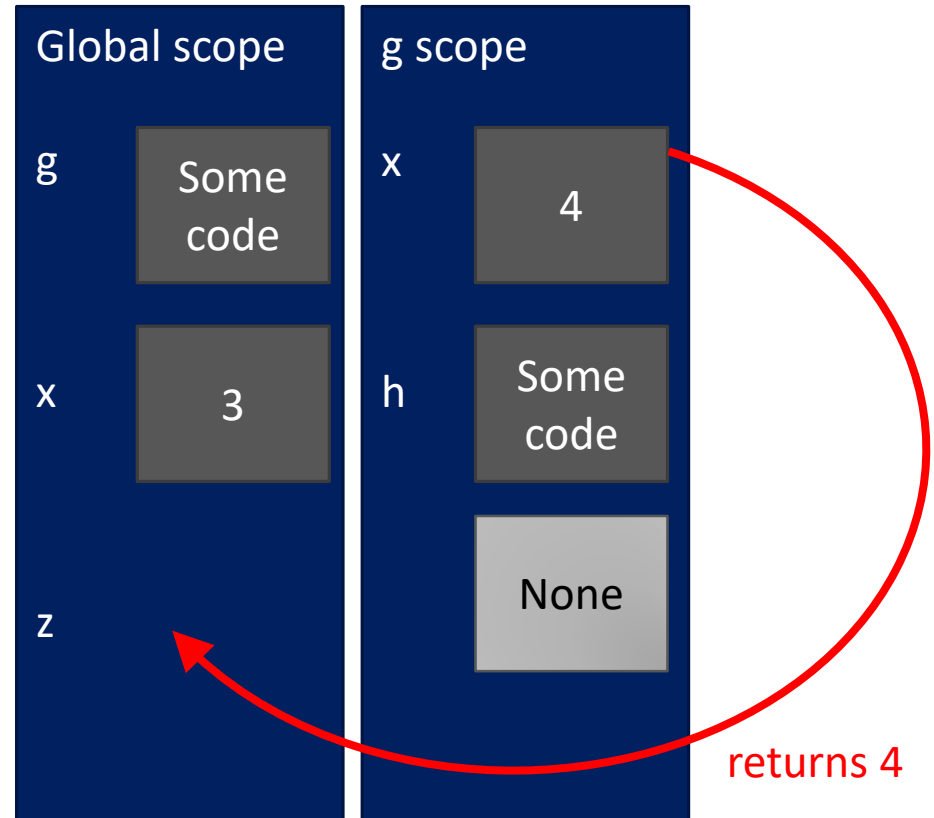 Global scope
g
Some
code
x
3
z
g scope
x
4
h
Some
code
None
returns 4